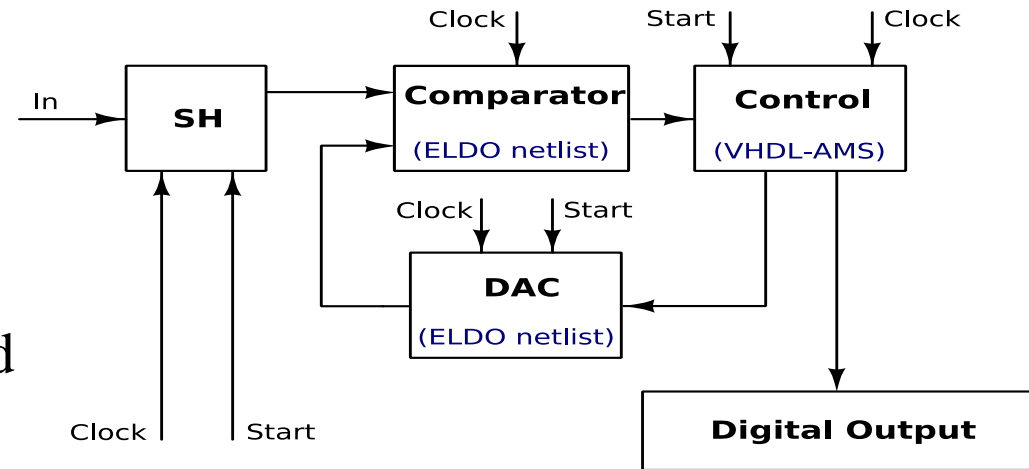 Clock
Start
Clock
In
SH
Comparator
(ELDO netlist)
Control
(VHDL-AMS)
Clock
Start
DAC
(ELDO netlist)
d
Clock
Start
Digital Output